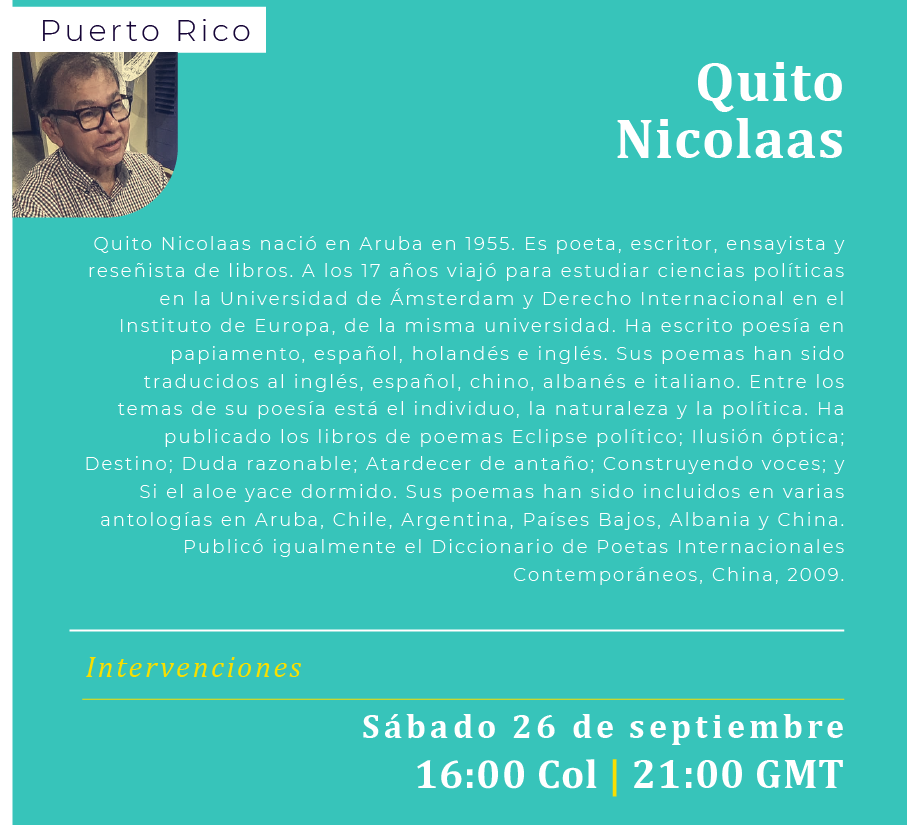 Puerto Rico
Quito
Nicolaas
Quito Nicolaas nació en Aruba en 1955. Es poeta, escritor, ensayista y
reseñista de libros. A los 17 años viajó para estudiar ciencias políticas
en la Universidad de Ámsterdam y Derecho Internacional en el
Instituto de Europa, de la misma universidad. Ha escrito poesía en
papiamento, español, holandés e inglés. Sus poemas han sido
traducidos al inglés, español, chino, albanés e italiano. Entre los
temas de su poesía está el individuo, la naturaleza y la política. Ha
publicado los libros de poemas Eclipse político; Ilusión óptica;
Destino; Duda razonable; Atardecer de antaño; Construyendo voces; y
Si el aloe yace dormido. Sus poemas han sido incluidos en varias
antologías en Aruba, Chile, Argentina, Países Bajos, Albania y China.
Publicó igualmente el Diccionario de Poetas Internacionales
Contemporáneos, China, 2009.
Intervenciones
Sábado 26 de septiembre
16:00 Col | 21:00 GMT